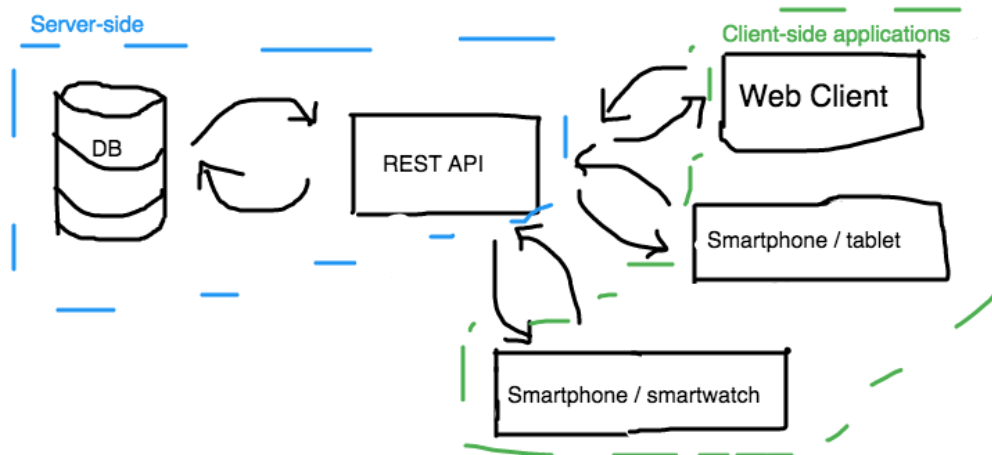 Server-side
Client-side applications
Web Client
DB
REST API
Smartphone / tablet
Smartphone / smartwatch